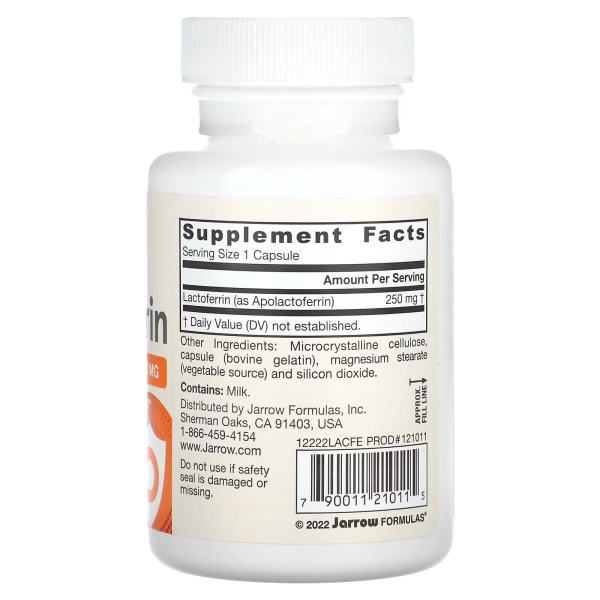 Supplement Facts
Serving Size 1 Capsule
Amount Per Serving
Lactoferrin (as Apolactoferrin) 250 mg †
† Daily Value (DV) not established.
Other Ingredients: Microcrystalline cellulose,
capsule (bovine gelatin), magnesium stearate
(vegetable source) and silicon dioxide.
Contains: Milk.
Distributed by Jarrow Formulas, Inc.
Sherman Oaks, CA 91403, USA
1-866-459-4154
www.Jarrow.com
Do not use if safety
seal is damaged or
missing.
APPROX.
FILL LINE
12222LACFE PROD#121011
7 90011 21011 5
© 2022 Jarrow FORMULAS®
rin
MG